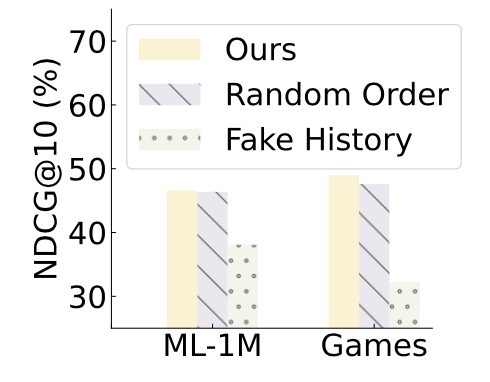 NDCG@10 (%)
70
60
50
40
30
Ours
Random Order
Fake History
ML-1M
Games